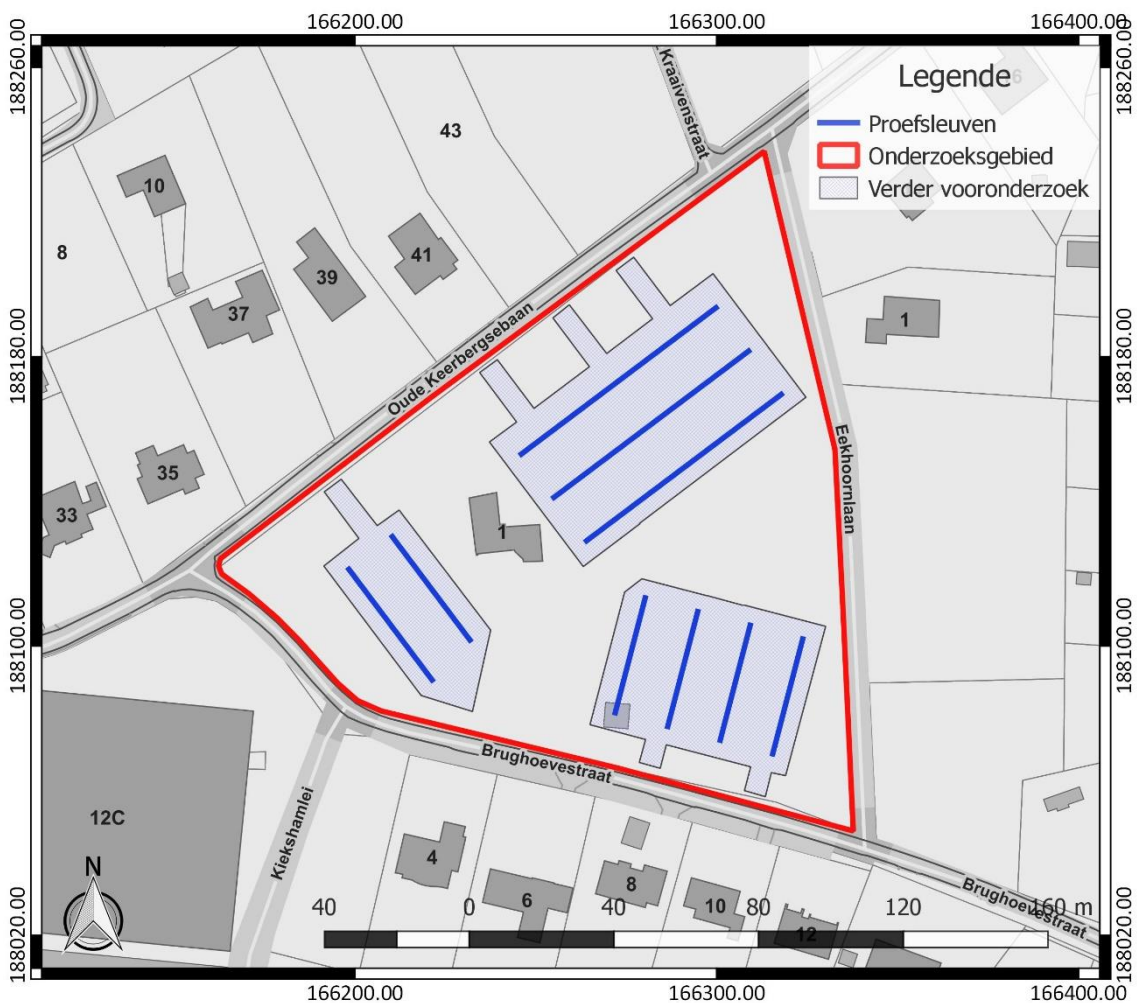 166200.00
166300.00
166400.00
188260.00
188260.00
Kraaivenstraat
Legende
6
Proefsleuven
Onderzoeksgebied
Verder vooronderzoek
43
10
8
41
39
37
1
188180.00
188180.00
Oude Keerbergsebaan
Eekhoornlaan
35
33
1
188100.00
188100.00
Brughoevestraat
Kiekshamlei
12C
4
6
8
10
12
N
Brughoevestraat
40
0
40
80
120
160 m
188020.00
188020.00
166200.00
166300.00
166400.00